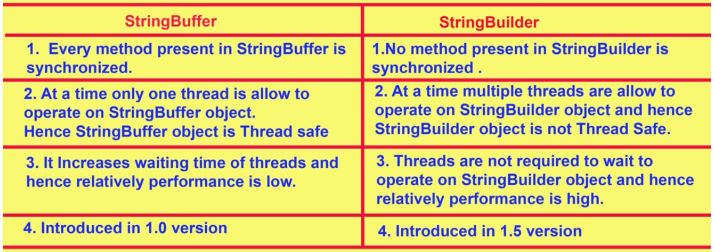 StringBuffer
StringBuilder
1. Every method present in StringBuffer is
synchronized.
1.No method present in StringBuilder is
synchronized .
2. At a time only one thread is allow to
operate on StringBuffer object.
Hence StringBuffer object is Thread safe
2. At a time multiple threads are allow to
operate on StringBuilder object and hence
StringBuilder object is not Thread Safe.
3. It Increases waiting time of threads and
hence relatively performance is low.
3. Threads are not required to wait to
operate on StringBuilder object and hence
relatively performance is high.
4. Introduced in 1.0 version
4. Introduced in 1.5 version